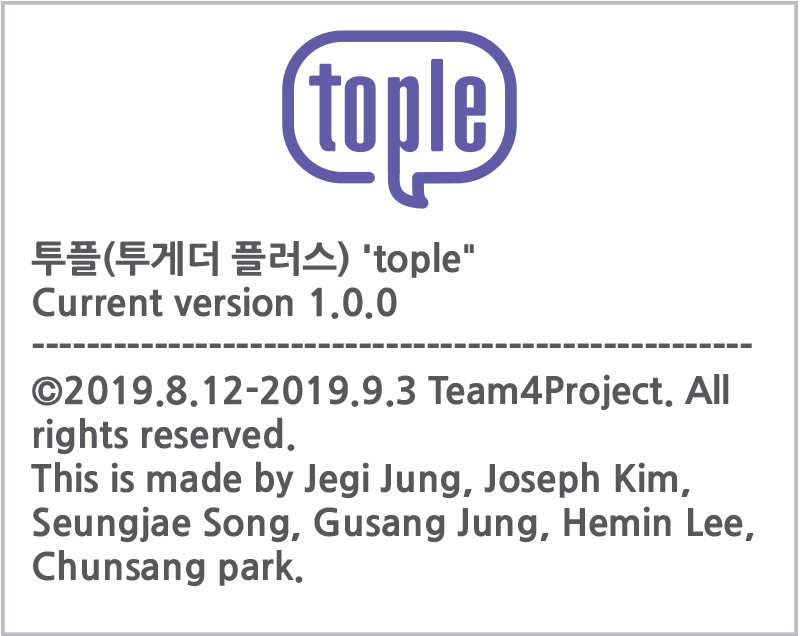 tople
투플(투게더 플러스) 'tople"
Current version 1.0.0
-----------------------------------------------------
©2019.8.12-2019.9.3 Team4Project. All
rights reserved.
This is made by Jegi Jung, Joseph Kim,
Seungjae Song, Gusang Jung, Hemin Lee,
Chunsang park.